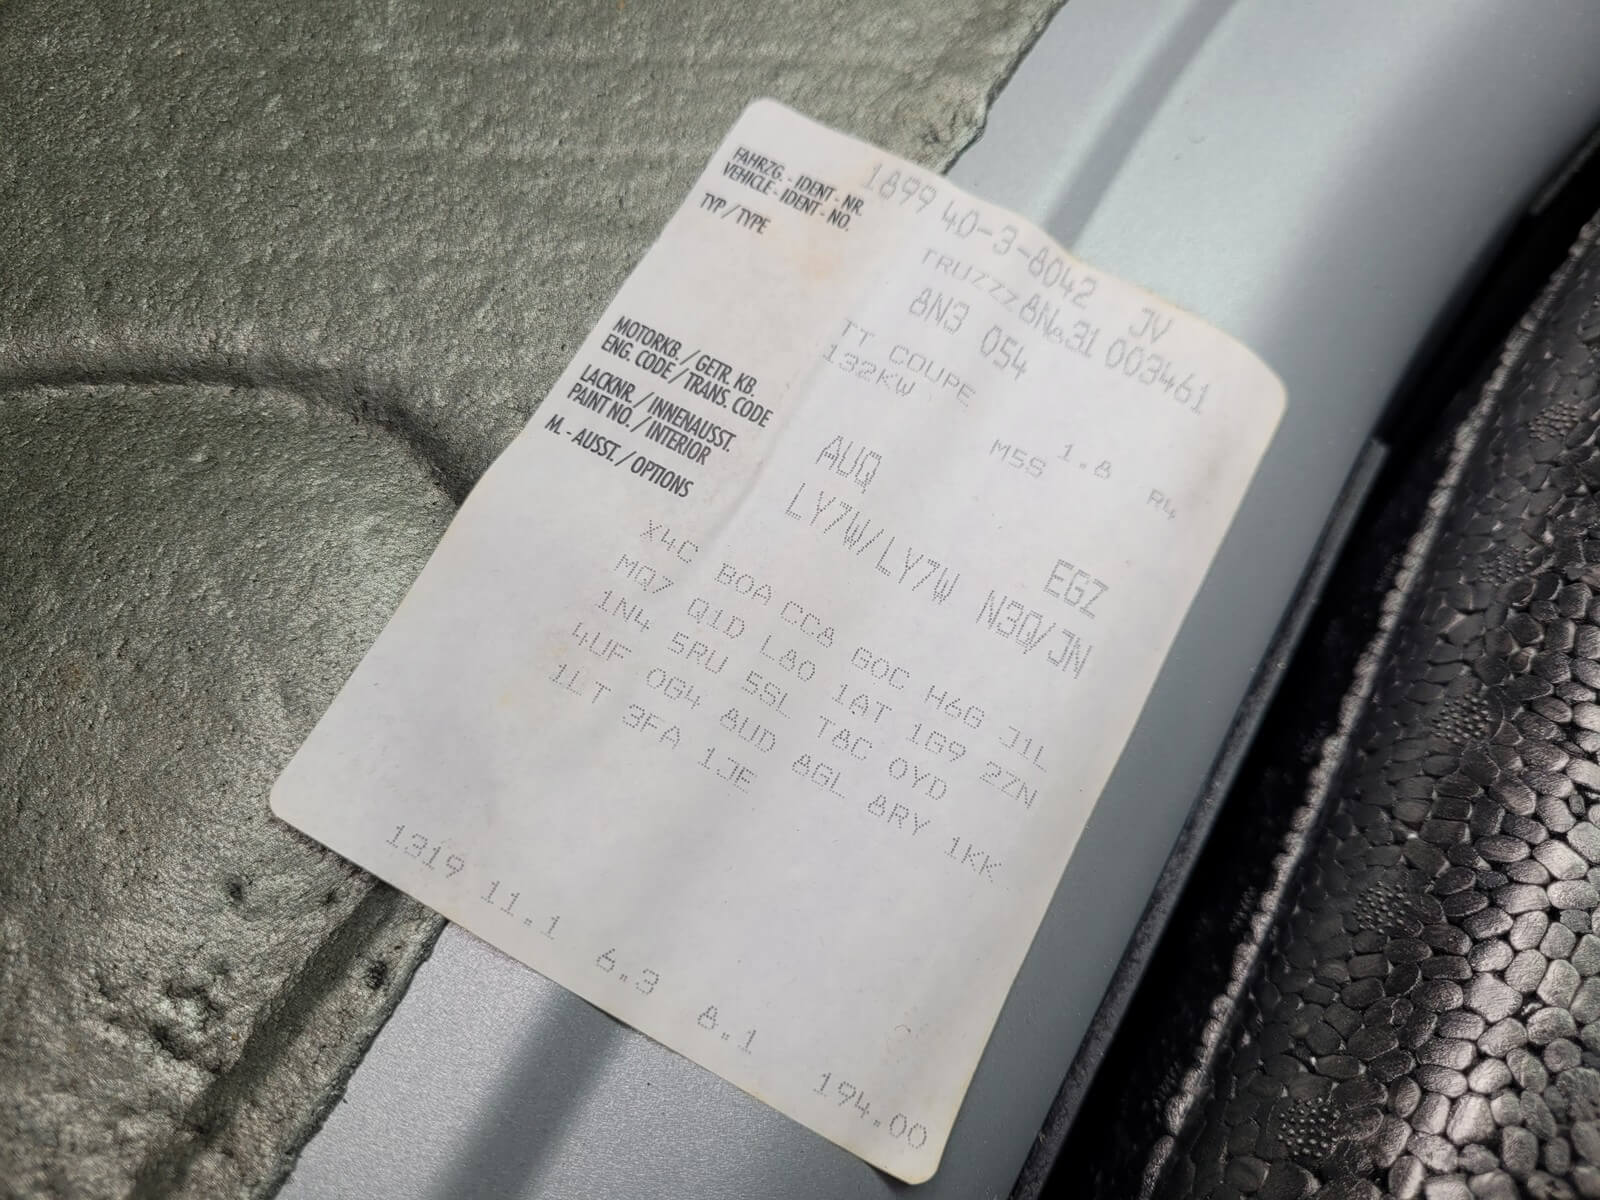 1899 40-3-8042 JV
FAHRZG. - IDENT - NR.
VEHICLE - IDENT - NO.
TRUZZZ8N831003461
TYP / TYPE
8N3 054
TT COUPE 1.8 R4
132KW M5S
MOTORKB. / GETR. KB.
ENG. CODE / TRANS. CODE
AUQ EGZ
LACKNR. / INNENAUSST.
PAINT NO. / INTERIOR
LY7W/LY7W N3Q/JN
M. - AUSST. / OPTIONS
X4C B0A CC8 G0C H6G J1L
MQ7 Q1D L80 1AT 1G9 2ZN
1N4 5RU 5SL T8C 0YD
4UF 0G4 8UD 8GL 8RY 1KK
1LT 3FA 1JE
1319 11.1 6.3 8.1 194.00